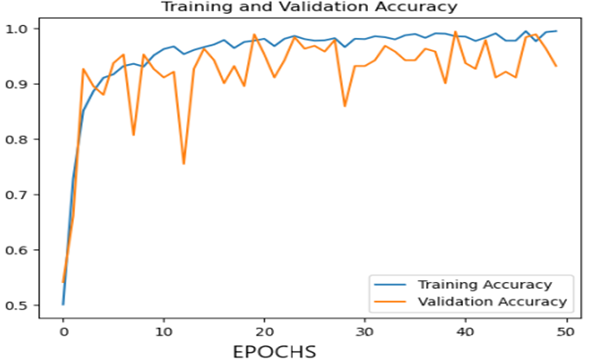 Training and Validation Accuracy
1.0
0.9
0.8
0.7
0.6
0.5
Training Accuracy
Validation Accuracy
0 10 20 30 40 50
EPOCHS